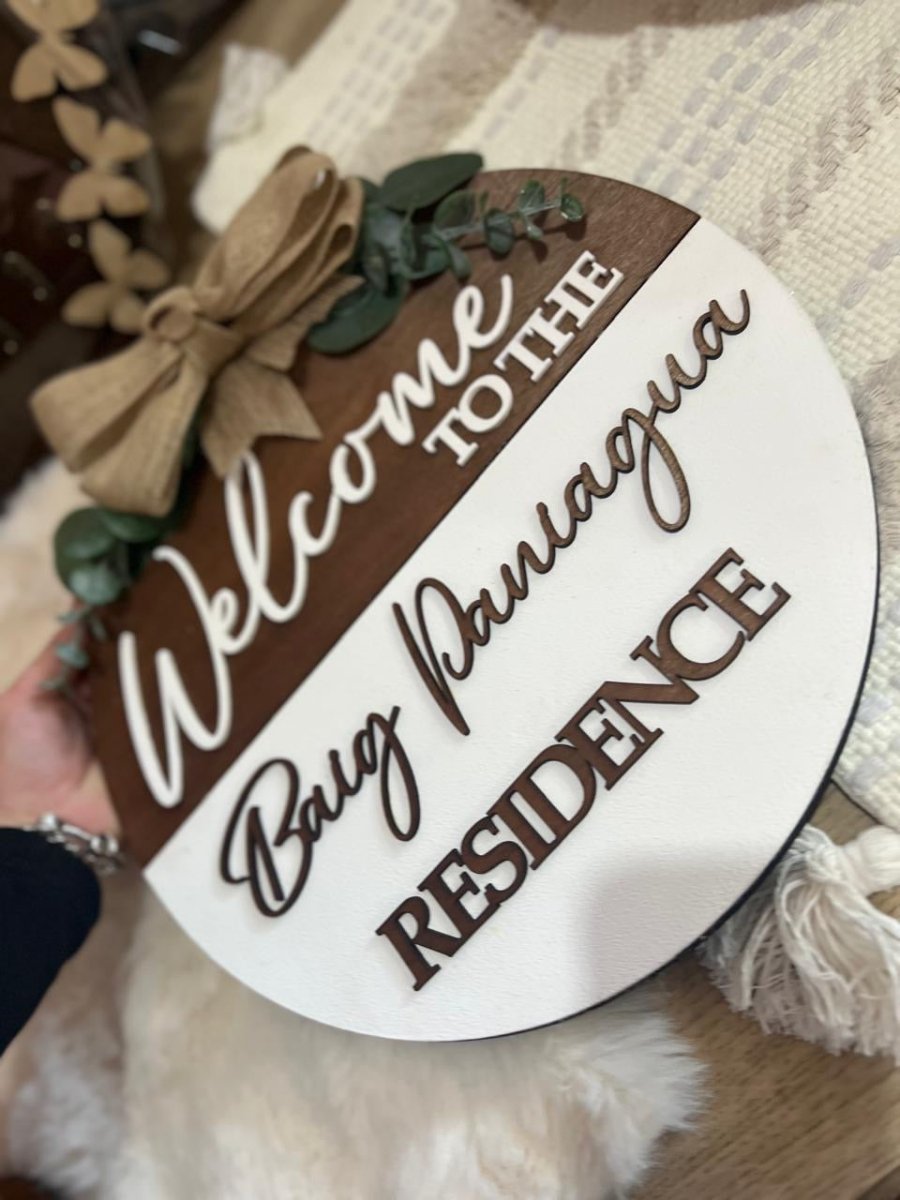 Welcome
TO THE
Baig Paniagua
RESIDENCE